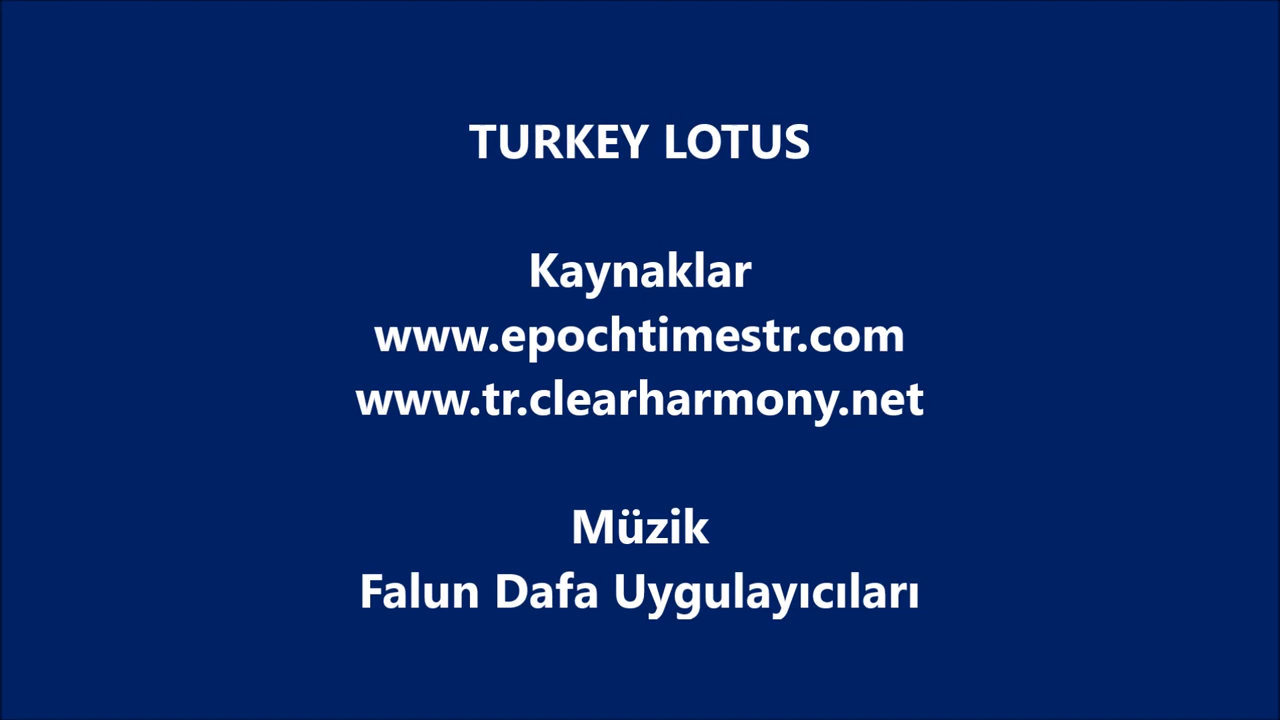 TURKEY LOTUS
Kaynaklar
www.epochtimestr.com
www.tr.clearharmony.net
Müzik
Falun Dafa Uygulayıcıları